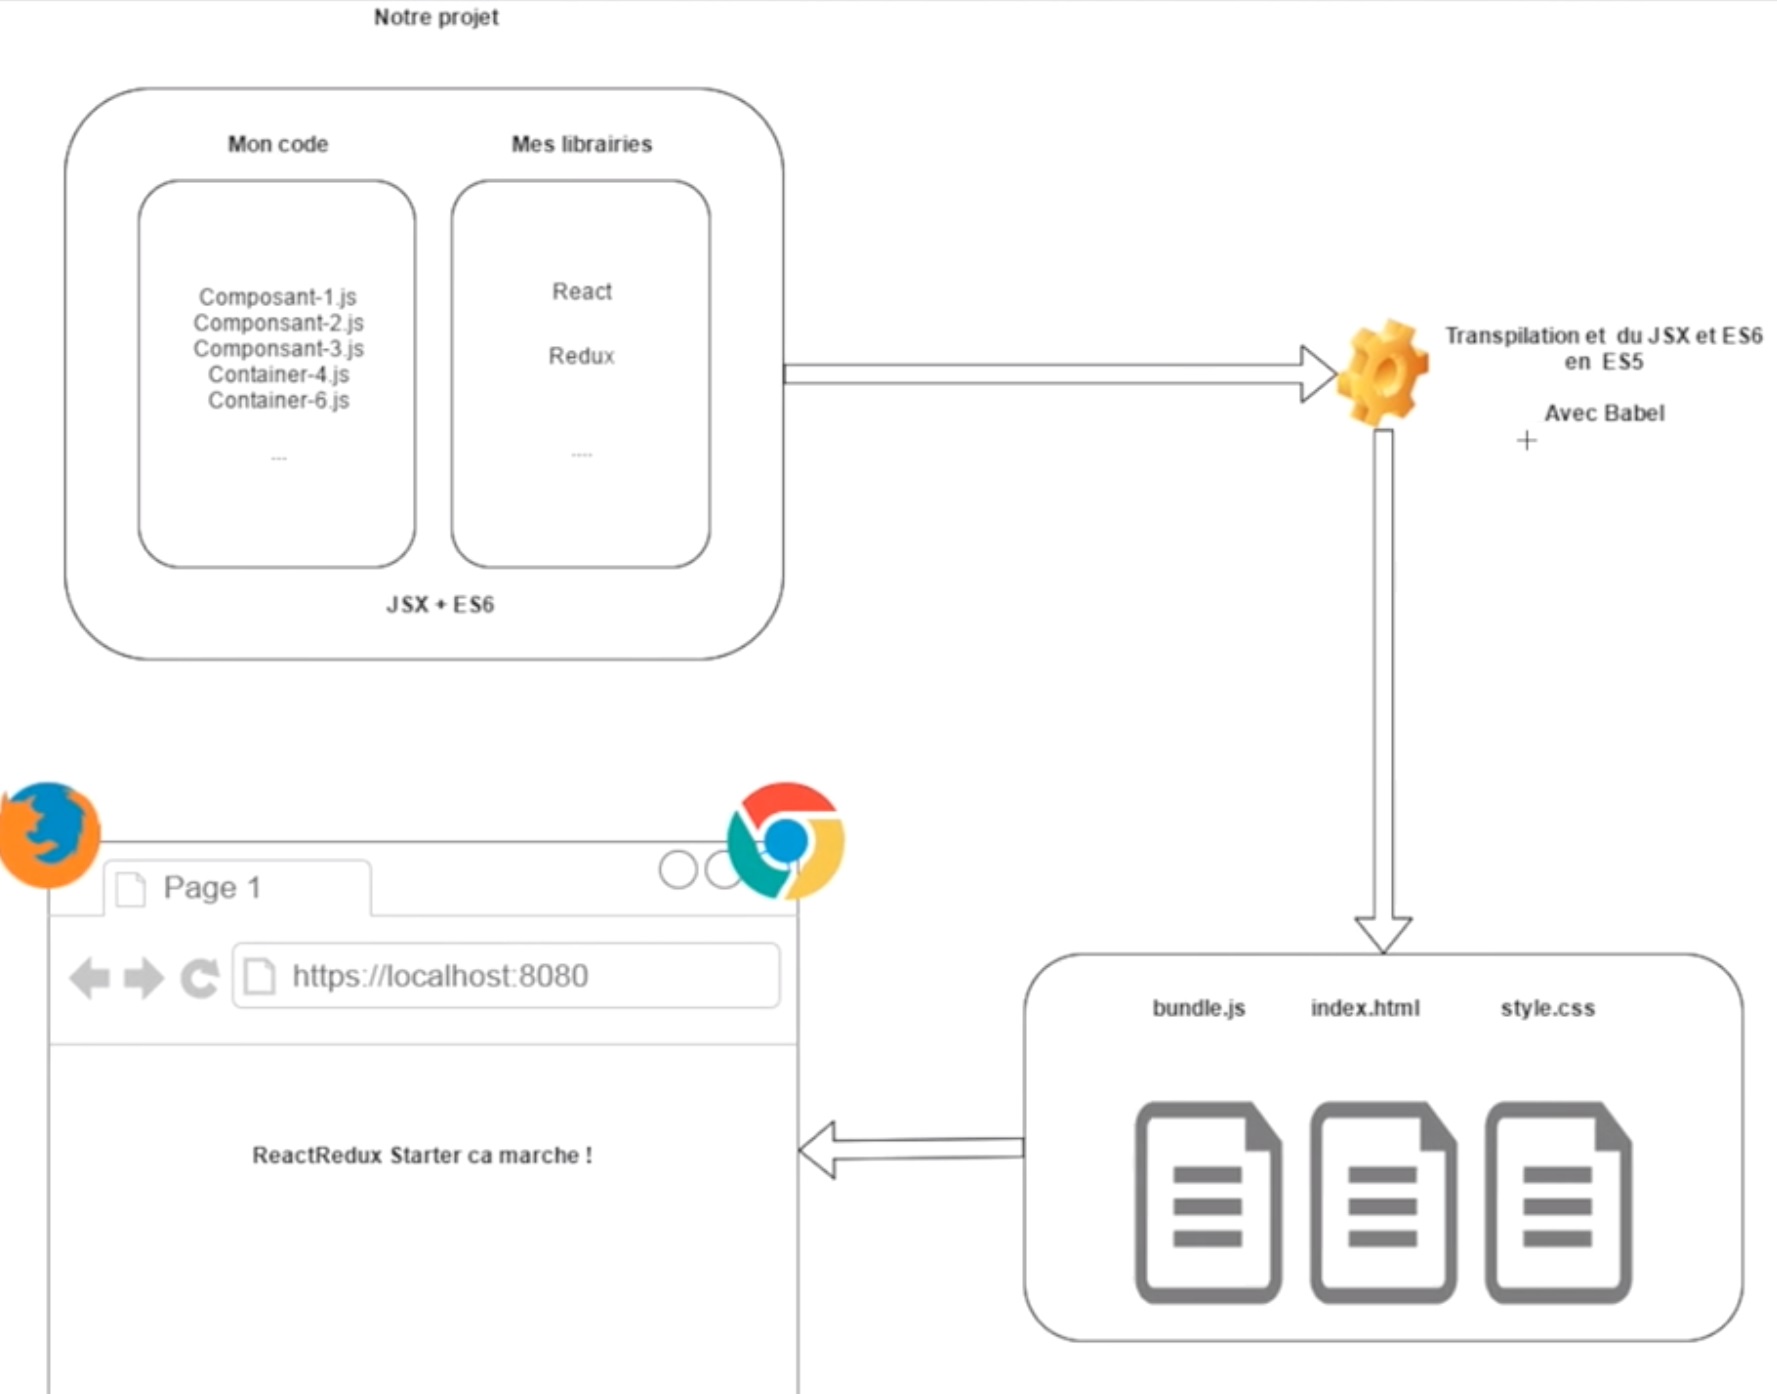 Notre projet
Mon code
Mes librairies
Composant-1.js
Componsant-2.js
Componsant-3.js
Container-4.js
Container-6.js
...
React
Redux
....
JSX + ES6
Transpilation et du JSX et ES6
en ES5
Avec Babel
Page 1
https://localhost:8080
ReactRedux Starter ca marche !
bundle.js
index.html
style.css